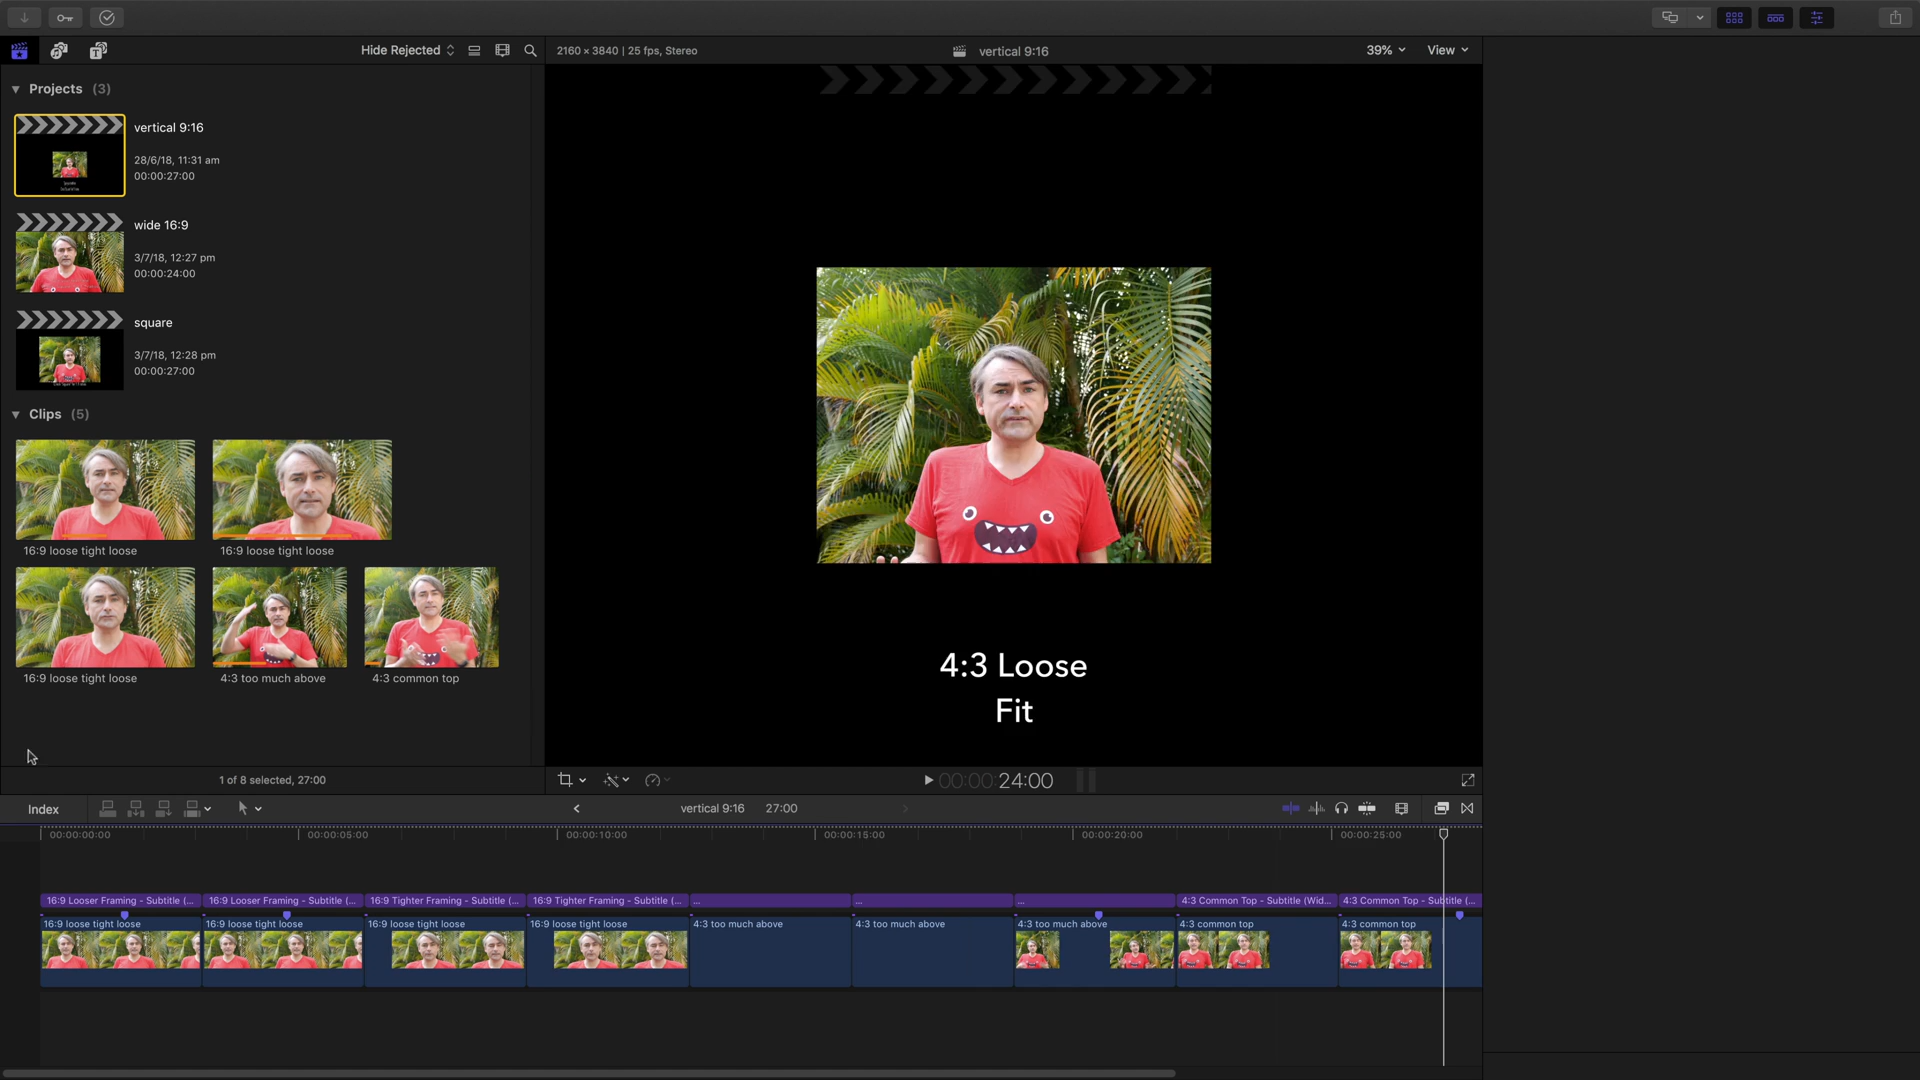 Hide Rejected
2160 × 3840 | 25 fps, Stereo
vertical 9:16
39%
View
Projects (3)
vertical 9:16
28/6/18, 11:31 am
00:00:27:00
wide 16:9
3/7/18, 12:27 pm
00:00:24:00
square
3/7/18, 12:28 pm
00:00:27:00
Clips (5)
16:9 loose tight loose
16:9 loose tight loose
16:9 loose tight loose
4:3 too much above
4:3 common top
4:3 Loose
Fit
1 of 8 selected, 27:00
00:00:24:00
Index
vertical 9:16
27:00
00:00:00:00
00:00:05:00
00:00:10:00
00:00:15:00
00:00:20:00
00:00:25:00
16:9 Looser Framing - Subtitle (...
16:9 Looser Framing - Subtitle (...
16:9 Tighter Framing - Subtitle (...
16:9 Tighter Framing - Subtitle (...
...
...
...
4:3 Common Top - Subtitle (Wid...
4:3 Common Top - Subtitle (...
16:9 loose tight loose
16:9 loose tight loose
16:9 loose tight loose
16:9 loose tight loose
4:3 too much above
4:3 too much above
4:3 too much above
4:3 common top
4:3 common top